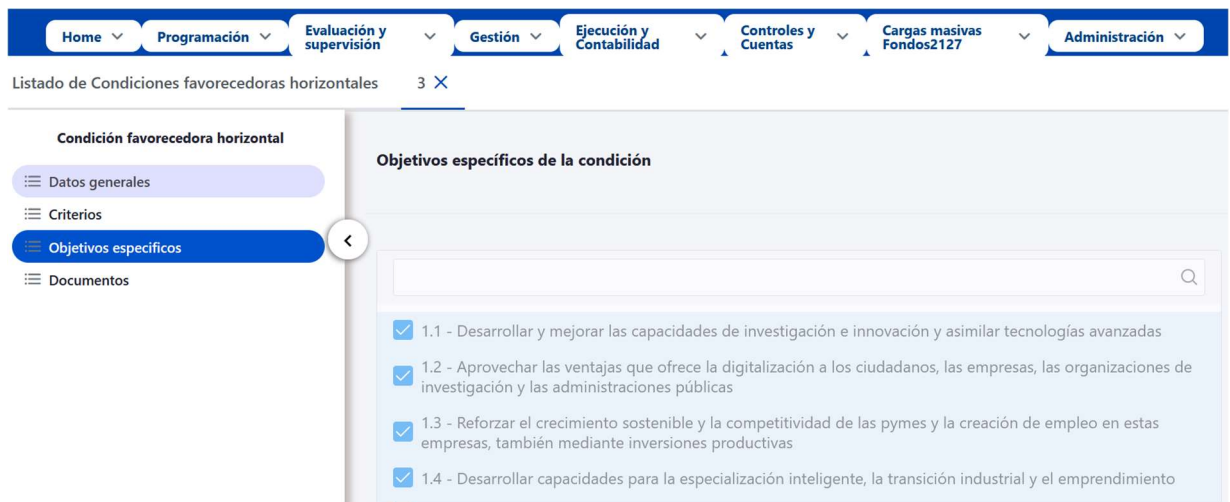 Home
Programación
Evaluación y
supervisión
Gestión
Ejecución y
Contabilidad
Controles y
Cuentas
Cargas masivas
Fondos2127
Administración
Listado de Condiciones favorecedoras horizontales
3
Condición favorecedora horizontal
Datos generales
Criterios
Objetivos especificos
Documentos
Objetivos específicos de la condición
1.1 - Desarrollar y mejorar las capacidades de investigación e innovación y asimilar tecnologías avanzadas
1.2 - Aprovechar las ventajas que ofrece la digitalización a los ciudadanos, las empresas, las organizaciones de
investigación y las administraciones públicas
1.3 - Reforzar el crecimiento sostenible y la competitividad de las pymes y la creación de empleo en estas
empresas, también mediante inversiones productivas
1.4 - Desarrollar capacidades para la especialización inteligente, la transición industrial y el emprendimiento